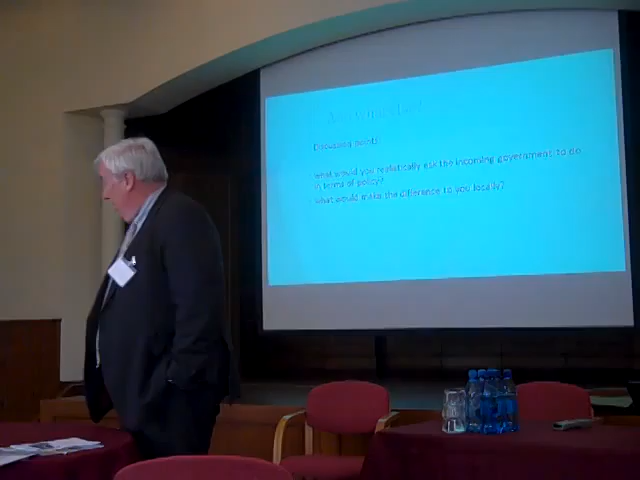 Discussion points
what would you realistically ask the incoming government to do
in terms of policy?
what would make the difference to you locally?